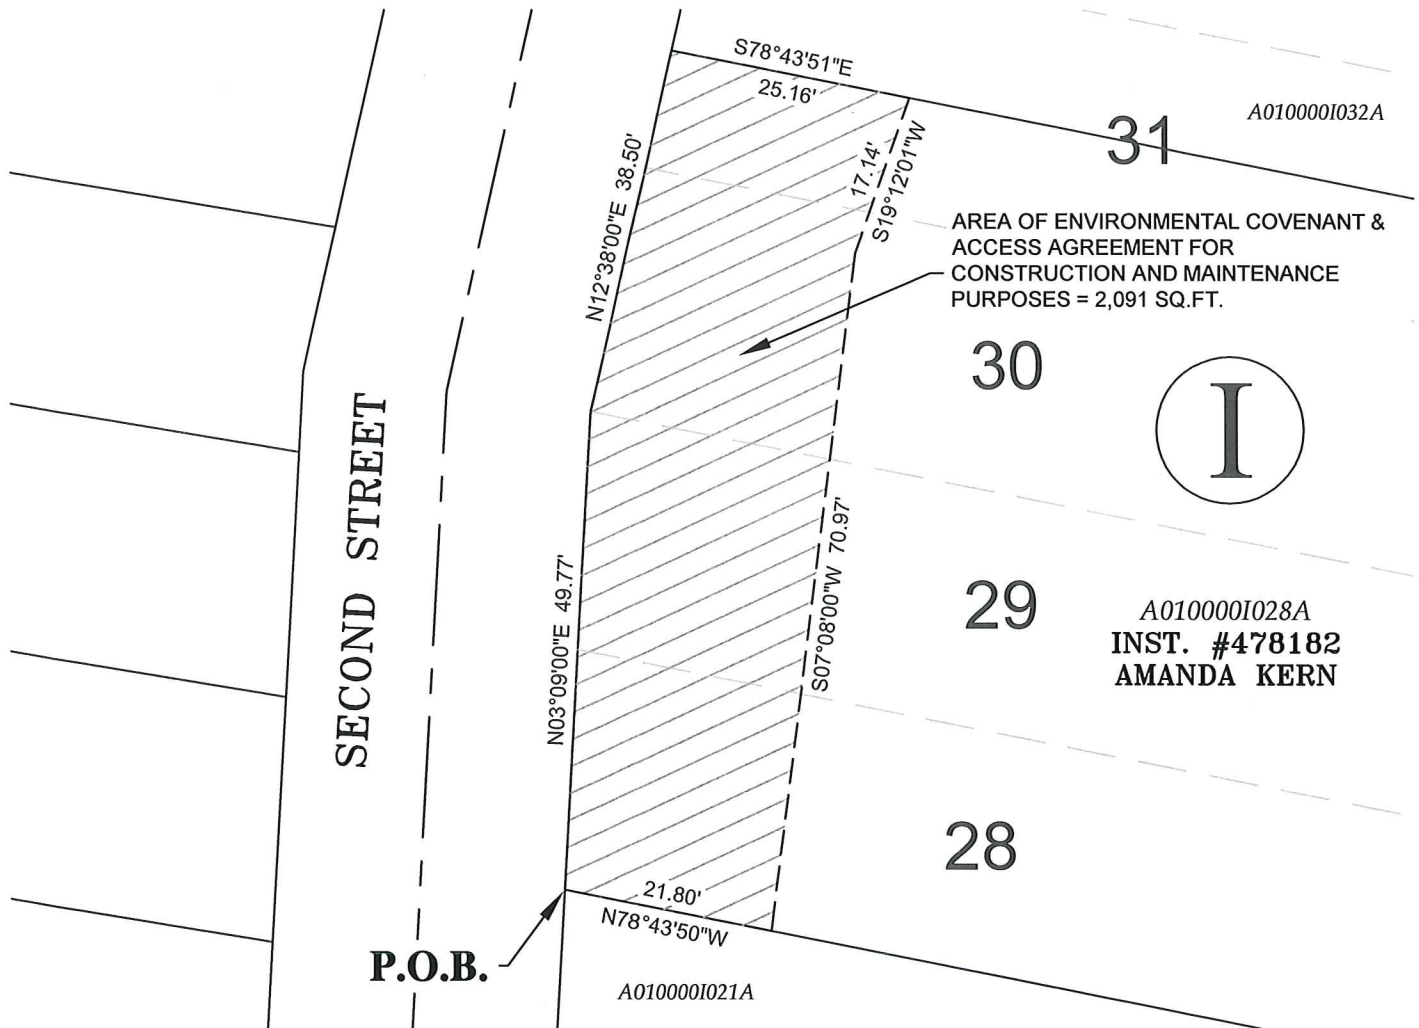 S78°43'51"E
25.16'
A010000I032A
31
N12°38'00"E 38.50'
17.14'
S19°12'01"W
AREA OF ENVIRONMENTAL COVENANT &
ACCESS AGREEMENT FOR
CONSTRUCTION AND MAINTENANCE
PURPOSES = 2,091 SQ.FT.
30
I
SECOND STREET
N03°09'00"E 49.77'
S07°08'00"W 70.97'
29
A010000I028A
INST. #478182
AMANDA KERN
28
21.80'
N78°43'50"W
P.O.B.
A010000I021A